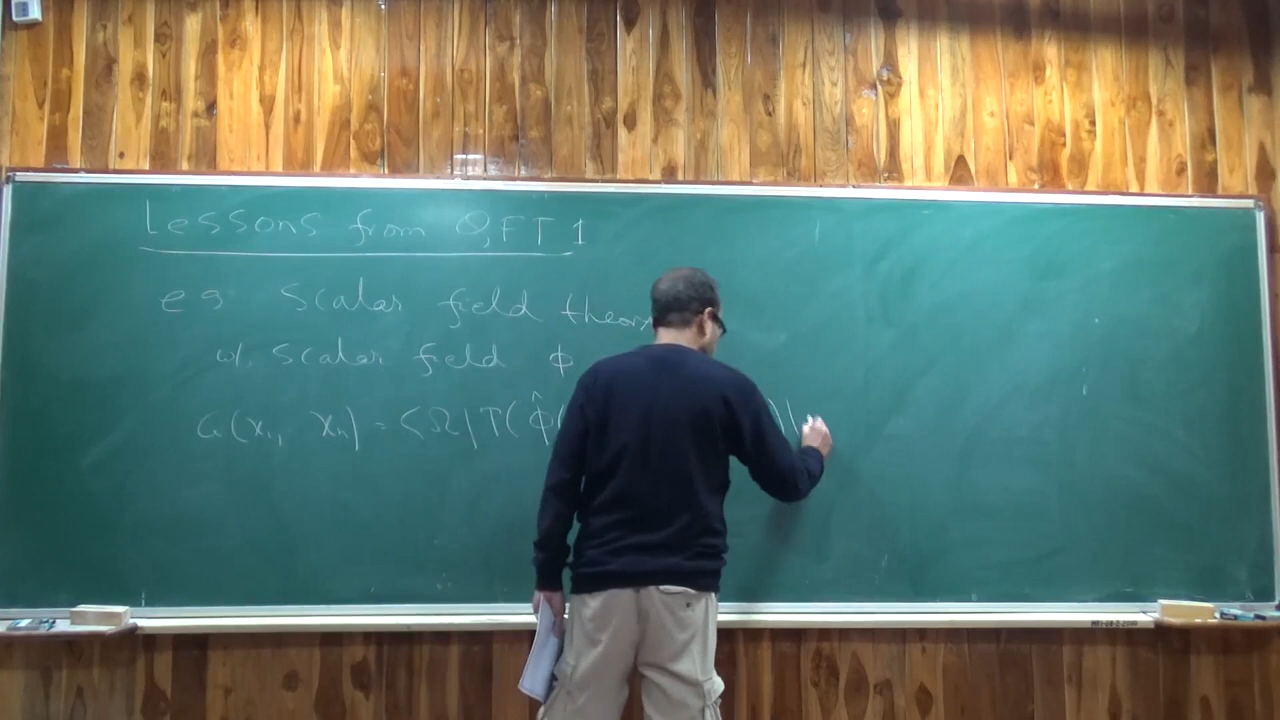 Lessons from QFT 1
eg scalar field theory
w/. scalar field ϕ
G(x₁, xₙ) = <Ω|T( ϕ̂( )|